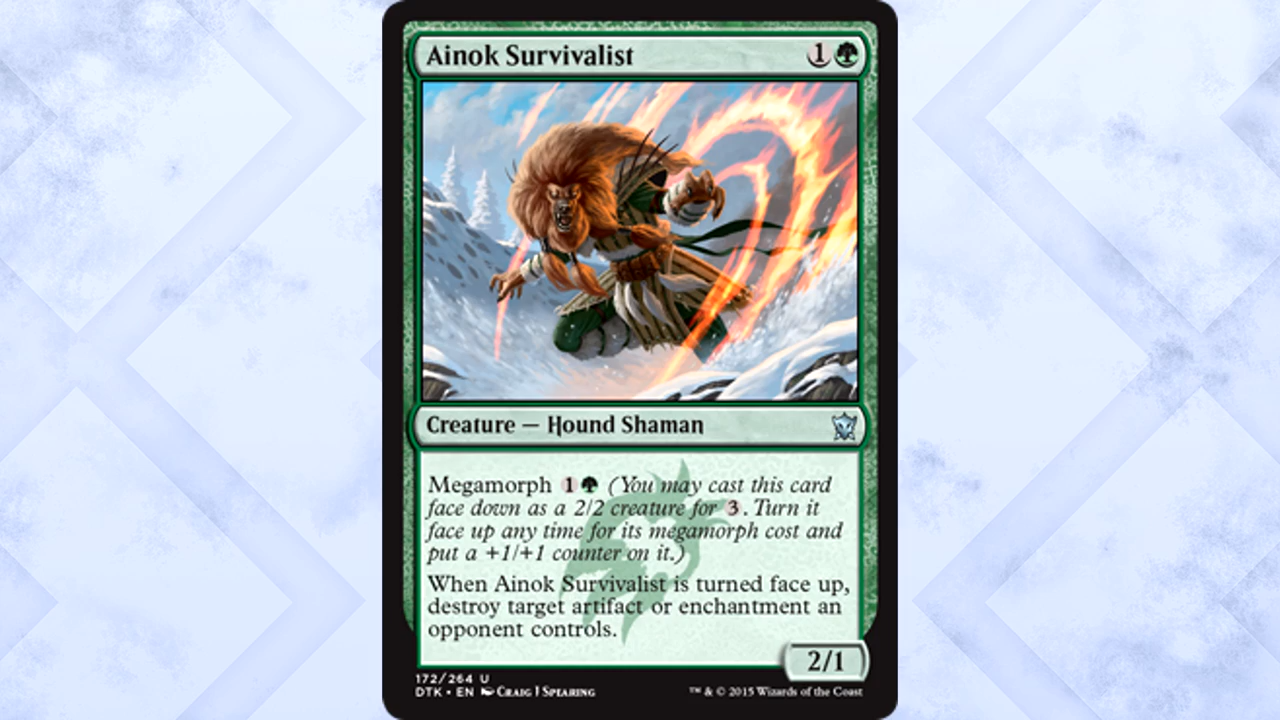 Ainok Survivalist 1
Creature — Hound Shaman
Megamorph 1 (You may cast this card
face down as a 2/2 creature for 3. Turn it
face up any time for its megamorph cost and
put a +1/+1 counter on it.)
When Ainok Survivalist is turned face up,
destroy target artifact or enchantment an
opponent controls.
2/1
172/264 U
DTK • EN Craig J Spearing
™ & © 2015 Wizards of the Coast